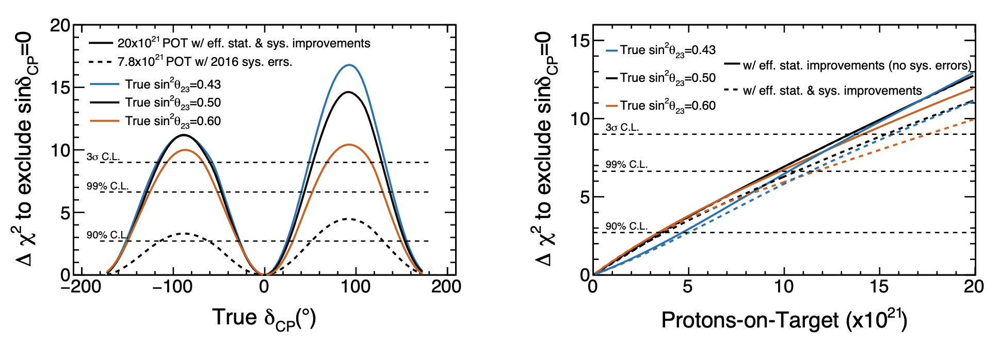 Δ χ² to exclude sinδCP=0
20
15
10
5
0
20x10²¹ POT w/ eff. stat. & sys. improvements
7.8x10²¹ POT w/ 2016 sys. errs.
True sin²θ₂₃=0.43
True sin²θ₂₃=0.50
True sin²θ₂₃=0.60
3σ C.L.
99% C.L.
90% C.L.
−200 −100 0 100 200
True δCP(°)
Δ χ² to exclude sinδCP=0
15
10
5
0
True sin²θ₂₃=0.43
True sin²θ₂₃=0.50
True sin²θ₂₃=0.60
w/ eff. stat. improvements (no sys. errors)
w/ eff. stat. & sys. improvements
3σ C.L.
99% C.L.
90% C.L.
0 5 10 15 20
Protons-on-Target (x10²¹)